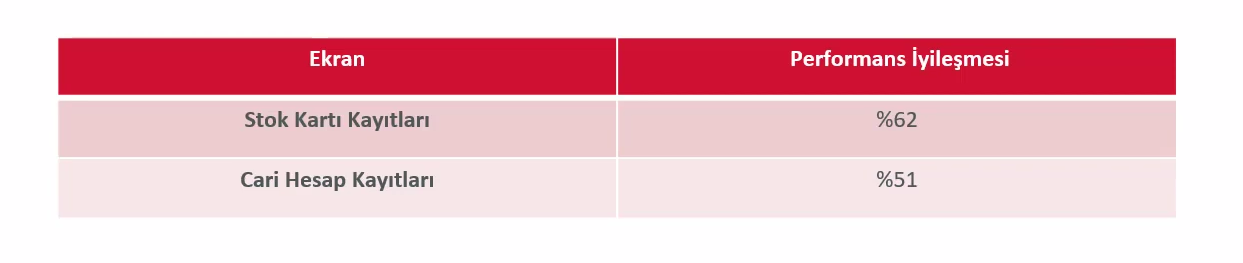 Ekran Performans İyileşmesi
Stok Kartı Kayıtları %62
Cari Hesap Kayıtları %51